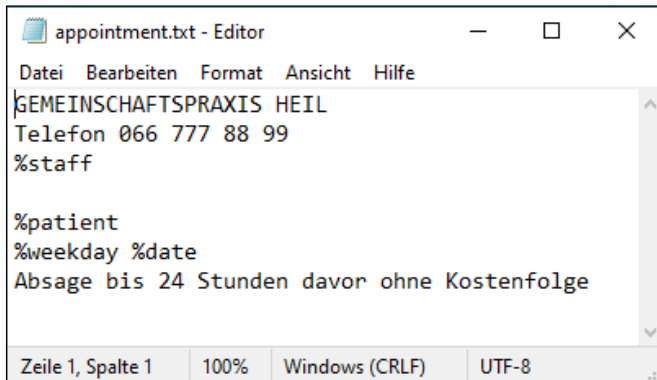 appointment.txt - Editor
Datei Bearbeiten Format Ansicht Hilfe
GEMEINSCHAFTSPRAXIS HEIL
Telefon 066 777 88 99
%staff
%patient
%weekday %date
Absage bis 24 Stunden davor ohne Kostenfolge
Zeile 1, Spalte 1 100% Windows (CRLF) UTF-8